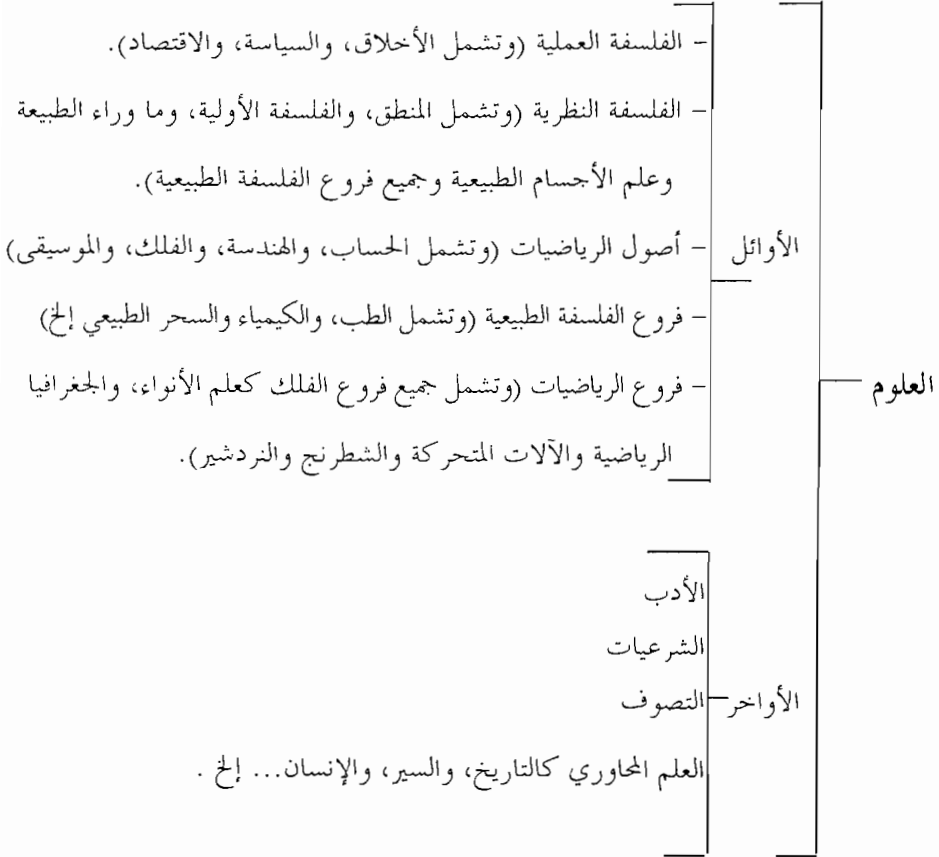 العلوم
الأوائل
- الفلسفة العملية (وتشمل الأخلاق، والسياسة، والاقتصاد).
- الفلسفة النظرية (وتشمل المنطق، والفلسفة الأولية، وما وراء الطبيعة
وعلم الأجسام الطبيعية وجميع فروع الفلسفة الطبيعية).
- أصول الرياضيات (وتشمل الحساب، والهندسة، والفلك، والموسيقى)
- فروع الفلسفة الطبيعية (وتشمل الطب، والكيمياء والسحر الطبيعي إلخ)
- فروع الرياضيات (وتشمل جميع فروع الفلك كعلم الأنواء، والجغرافيا
الرياضية والآلات المتحركة والشطرنج والنردشير).
الأواخر
الأدب
الشرعيات
التصوف
العلم المحاوري كالتاريخ، والسير، والإنسان... إلخ .